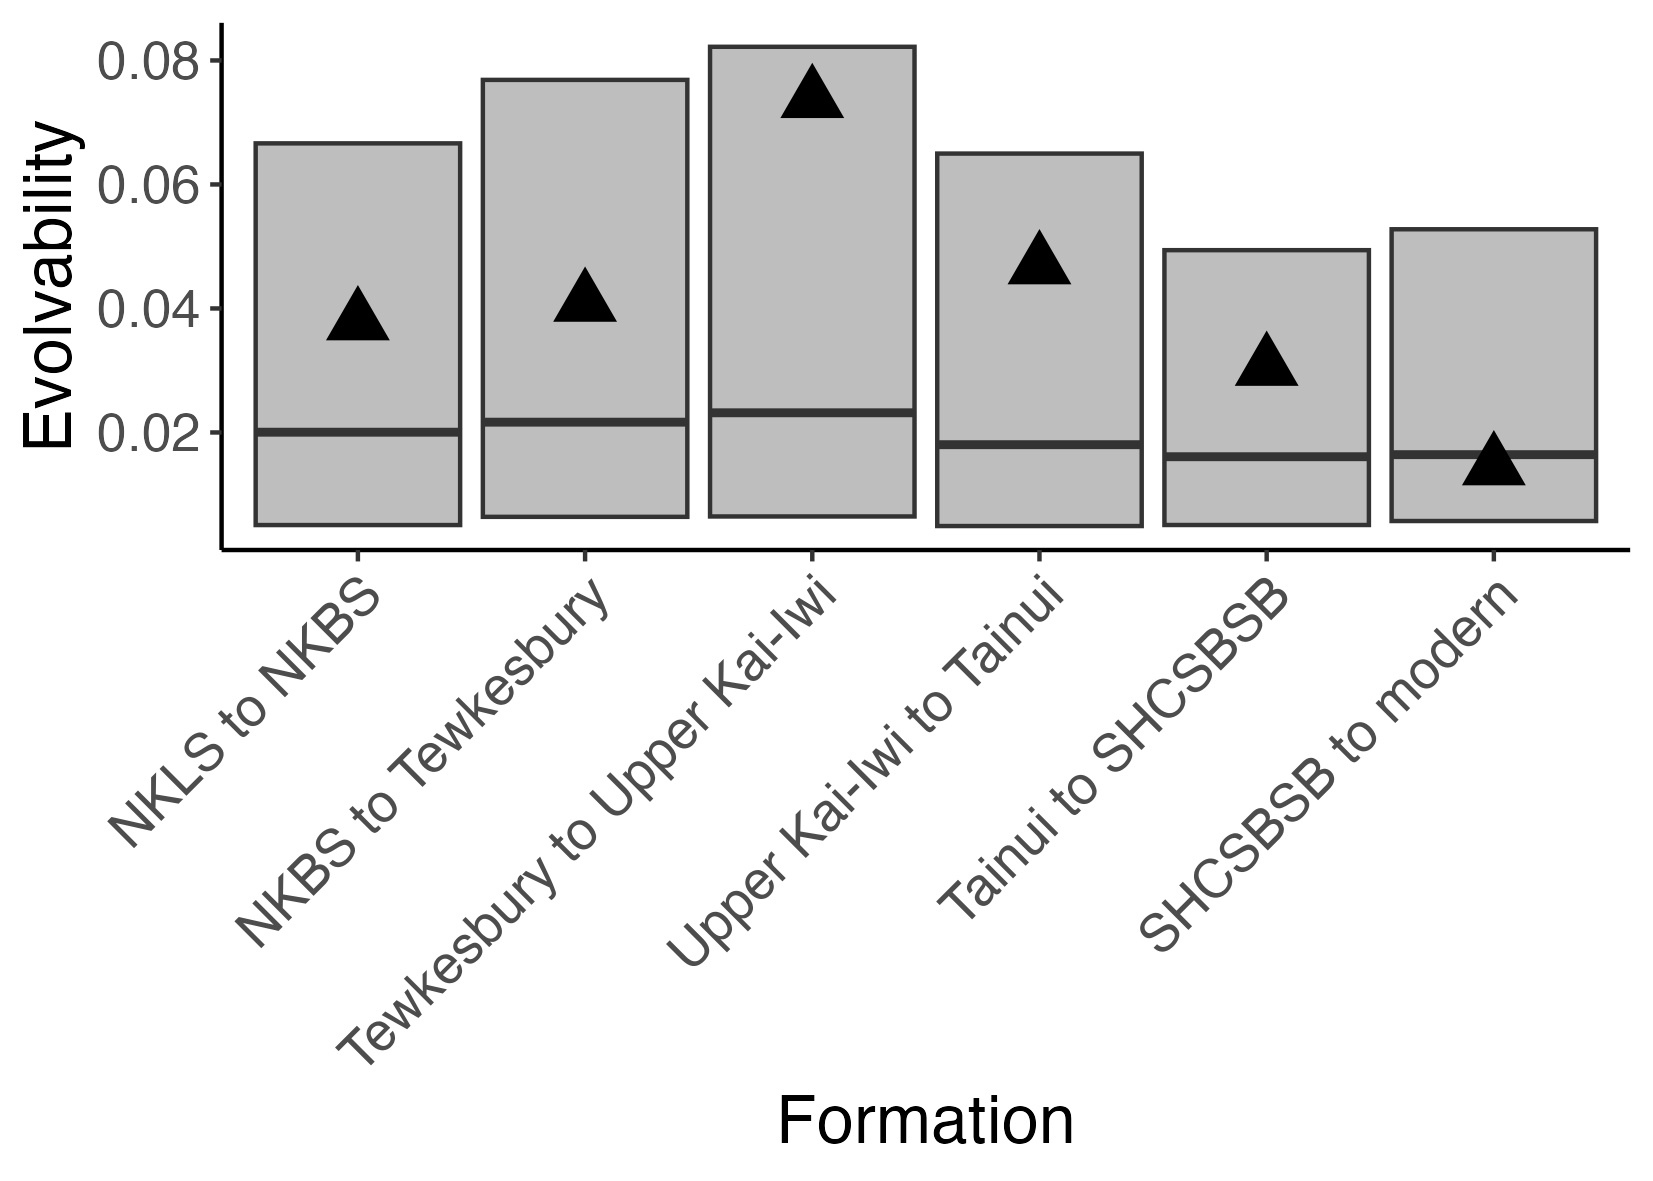 Evolvability
0.08
0.06
0.04
0.02
NKLS to NKBS
NKBS to Tewkesbury
Tewkesbury to Upper Kai-Iwi
Upper Kai-Iwi to Tainui
Tainui to SHCSBSB
SHCSBSB to modern
Formation